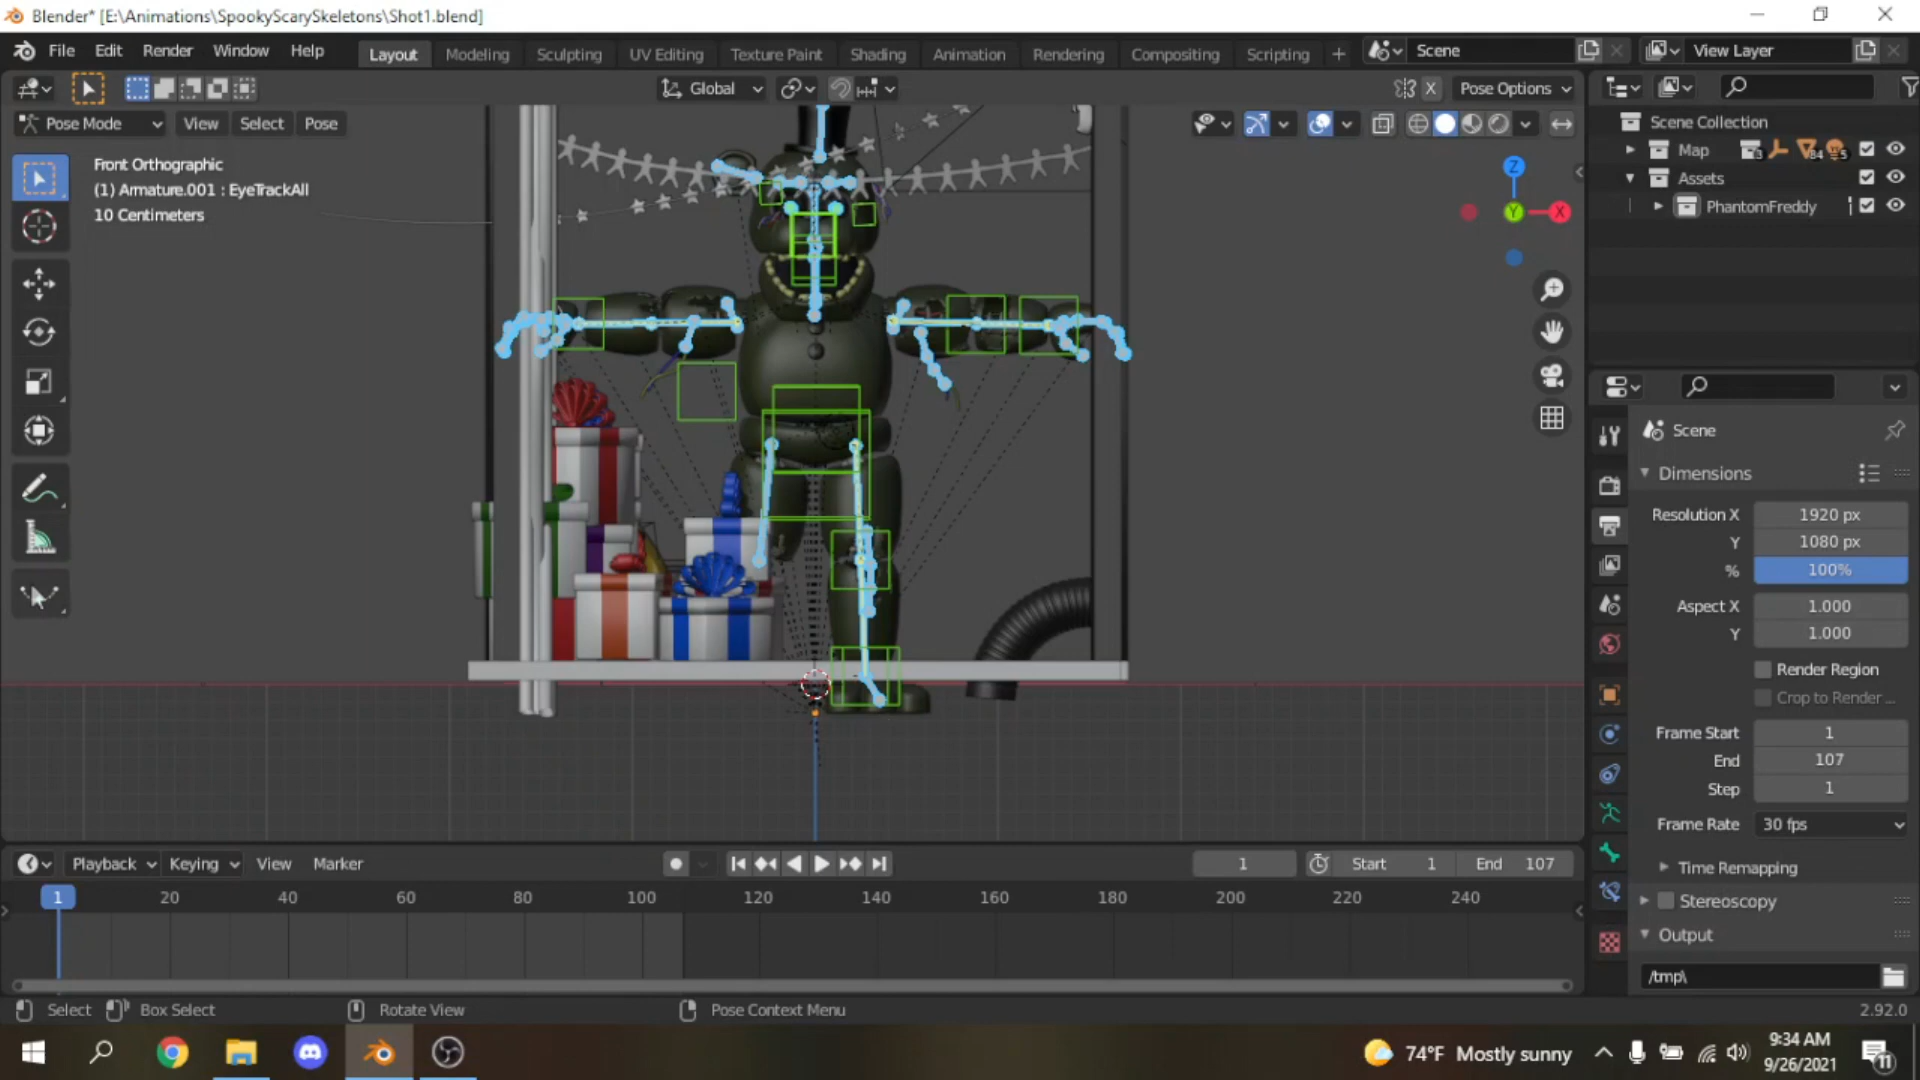 Blender* [E:\Animations\SpookyScarySkeletons\Shot1.blend]
File Edit Render Window Help Layout Modeling Sculpting UV Editing Texture Paint Shading Animation Rendering Compositing Scripting + Scene View Layer
Global X Pose Options
Pose Mode View Select Pose
Front Orthographic
(1) Armature.001 : EyeTrackAll
10 Centimeters
Z
Y
X
Scene Collection
Map 3 84 5
Assets
PhantomFreddy
Scene
Dimensions
Resolution X 1920 px
Y 1080 px
% 100%
Aspect X 1.000
Y 1.000
Render Region
Crop to Render ...
Frame Start 1
End 107
Step 1
Frame Rate 30 fps
Time Remapping
Stereoscopy
Output
/tmp\
Playback Keying View Marker 1 Start 1 End 107
1 20 40 60 80 100 120 140 160 180 200 220 240
Select Box Select Rotate View Pose Context Menu 2.92.0
74°F Mostly sunny
9:34 AM
9/26/2021
11